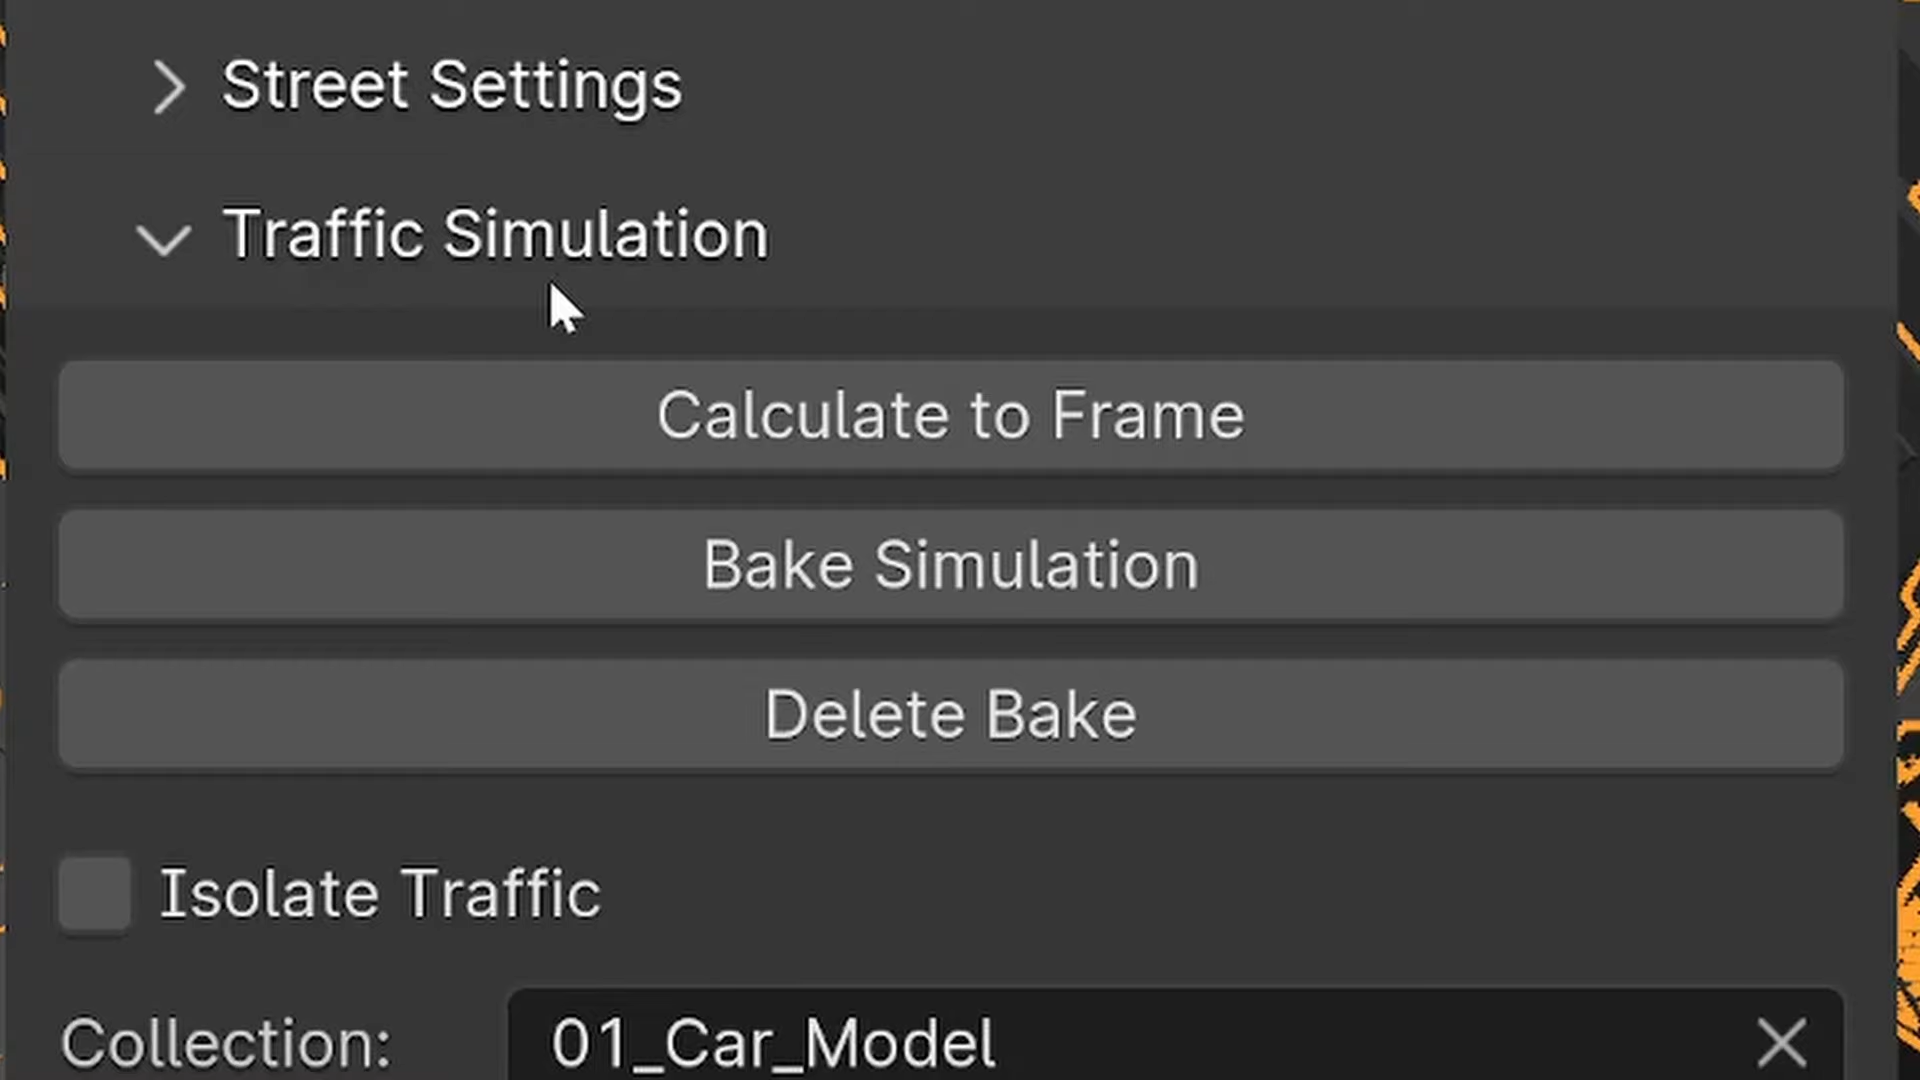 Street Settings
Traffic Simulation
Calculate to Frame
Bake Simulation
Delete Bake
Isolate Traffic
Collection: 01_Car_Model